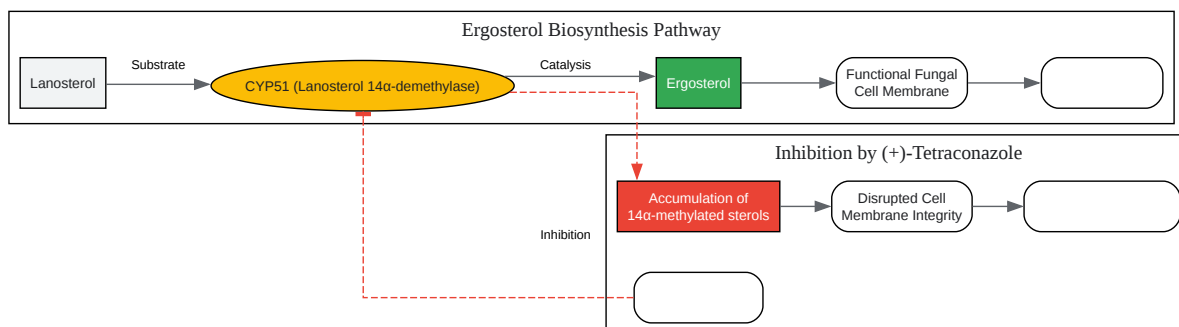 Ergosterol Biosynthesis Pathway
Lanosterol
Substrate
CYP51 (Lanosterol 14α-demethylase)
Catalysis
Ergosterol
Functional Fungal
Cell Membrane
Inhibition by (+)-Tetraconazole
Accumulation of
14α-methylated sterols
Disrupted Cell
Membrane Integrity
Inhibition